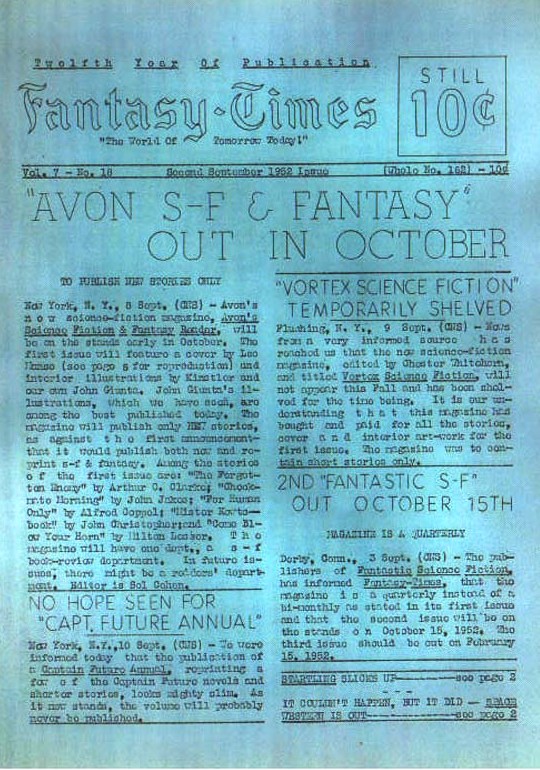 Twelfth Year Of Publication
STILL
10¢
Fantasy-Times
"The World Of Tomorrow Today!"
Vol. 7 - No. 18 Second September 1952 Issue (Whole No. 162) - 10¢
"AVON S-F & FANTASY"
OUT IN OCTOBER
TO PUBLISH NEW STORIES ONLY
New York, N. Y., 8 Sept. (CNS) - Avon's
now science-fiction magazine, Avon's
Science Fiction & Fantasy Reader, will
be on the stands early in October. The
first issue will feature a cover by Leo
(see page for reproduction) and
interior illustrations by Kinstler and
our own John Giunta. John Giunta's il-
lustrations, which we have seen, are
among the best published today. The
magazine will publish only NEW stories,
as against the first announcement-
that it would publish both new and re-
print s-f & fantasy. Among the stories
of the first issue are: "The Forgot-
ten Enemy" by Arthur C. Clarke; "Check-
mate Morning" by John Jakes; "For Humans
Only" by Alfred Coppel; "Mister Kowts-
book" by John Christopher; and "Come Bl-
ow Your Horn" by Milton Lesser. The
magazine will have one dept., a s-f
book-review department. In future is-
sues, there might be a readers' depart-
ment. Editor is Sol Cohen.
NO HOPE SEEN FOR
"CAPT. FUTURE ANNUAL"
New York, N. Y., 10 Sept. (CNS) - We were
informed today that the publication of
a Captain Future Annual, reprinting a
few of the Captain Future novels and
shorter stories, looks mighty slim. As
it now stands, the volume will probably
never be published.
"VORTEX SCIENCE FICTION"
TEMPORARILY SHELVED
Flushing, N. Y., 9 Sept. (CNS) - News
from a very informed source has
reached us that the new science-fiction
magazine, edited by Chester Whitehorn,
and titled Vortex Science Fiction, will
not appear this Fall and has been shel-
ved for the time being. It is our un-
derstanding that this magazine has
bought and paid for all the stories,
cover and interior art-work for the
first issue. The magazine was to con-
tain short stories only.
2ND "FANTASTIC S-F"
OUT OCTOBER 15TH
MAGAZINE IS A QUARTERLY
Derby, Conn., 3 Sept. (CNS) - The pub-
lishers of Fantastic Science Fiction,
has informed Fantasy-Times, that the
magazine is a quarterly instead of a
bi-monthly as stated in its first issue
and that the second issue will be on
the stands on October 15, 1952. The
third issue should be out on February
15, 1952.
STARTLING SLICKS UP-------see page 2
- - -
IT COULDN'T HAPPEN, BUT IT DID - SPACE
WESTERN IS OUT--------------see page 2